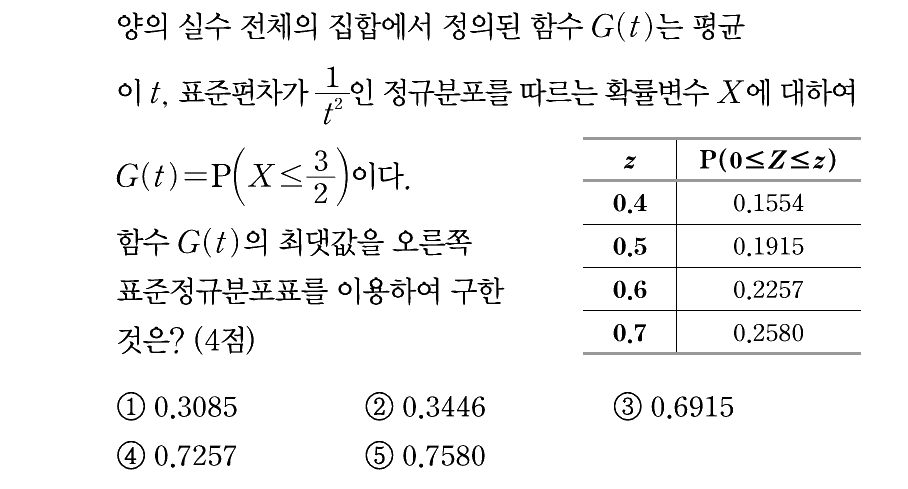 양의 실수 전체의 집합에서 정의된 함수 G(t)는 평균
이 t, 표준편차가 1/t²인 정규분포를 따르는 확률변수 X에 대하여
G(t)=P(X≤3/2)이다.
함수 G(t)의 최댓값을 오른쪽
표준정규분포표를 이용하여 구한
것은? (4점)
z P(0≤Z≤z)
0.4 0.1554
0.5 0.1915
0.6 0.2257
0.7 0.2580
① 0.3085 ② 0.3446 ③ 0.6915
④ 0.7257 ⑤ 0.7580